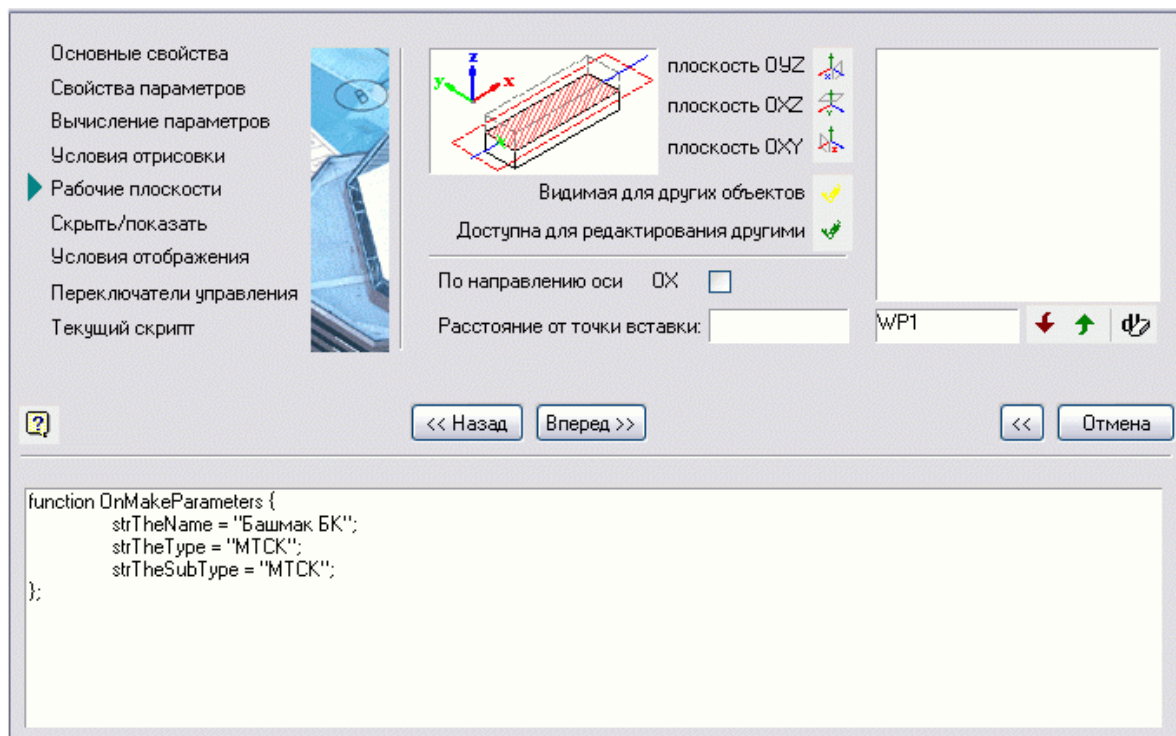 Основные свойства
Свойства параметров
Вычисление параметров
Условия отрисовки
Рабочие плоскости
Скрыть/показать
Условия отображения
Переключатели управления
Текущий скрипт
z
y
x
плоскость OYZ
плоскость OXZ
плоскость OXY
Видимая для других объектов
Доступна для редактирования другими
По направлению оси OX
Расстояние от точки вставки:
WP1
<< Назад
Вперед >>
<<
Отмена
function OnMakeParameters {
strTheName = "Башмак БК";
strTheType = "МТСК";
strTheSubType = "МТСК";
};